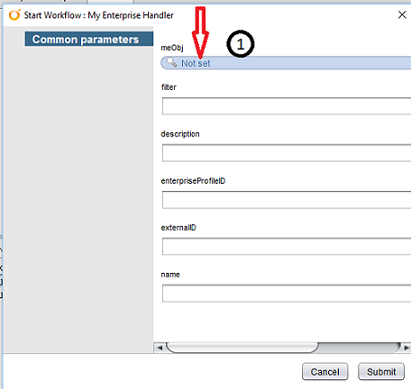 Start Workflow : My Enterprise Handler
Common parameters
meObj
Not set
1
filter
description
enterpriseProfileID
externalID
name
Cancel
Submit